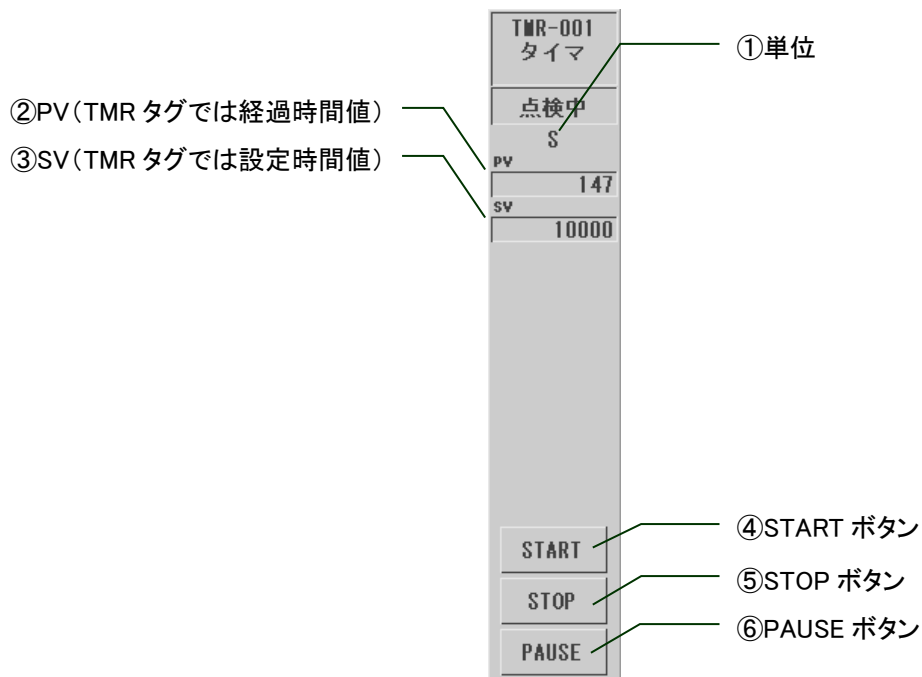 TMR-001
タイマ
①単位
点検中
②PV（TMR タグでは経過時間値）
S
③SV（TMR タグでは設定時間値）
PV
147
SV
10000
START
④START ボタン
STOP
⑤STOP ボタン
PAUSE
⑥PAUSE ボタン